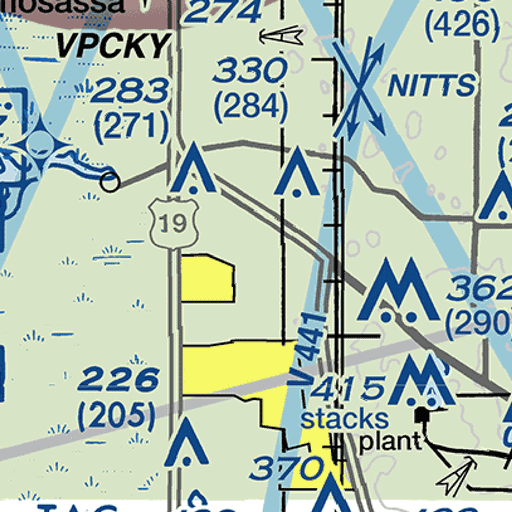 274
(426)
VPCKY
330
(284)
NITTS
283
(271)
19
362
(290)
V 441
226
(205)
415
stacks
plant
370